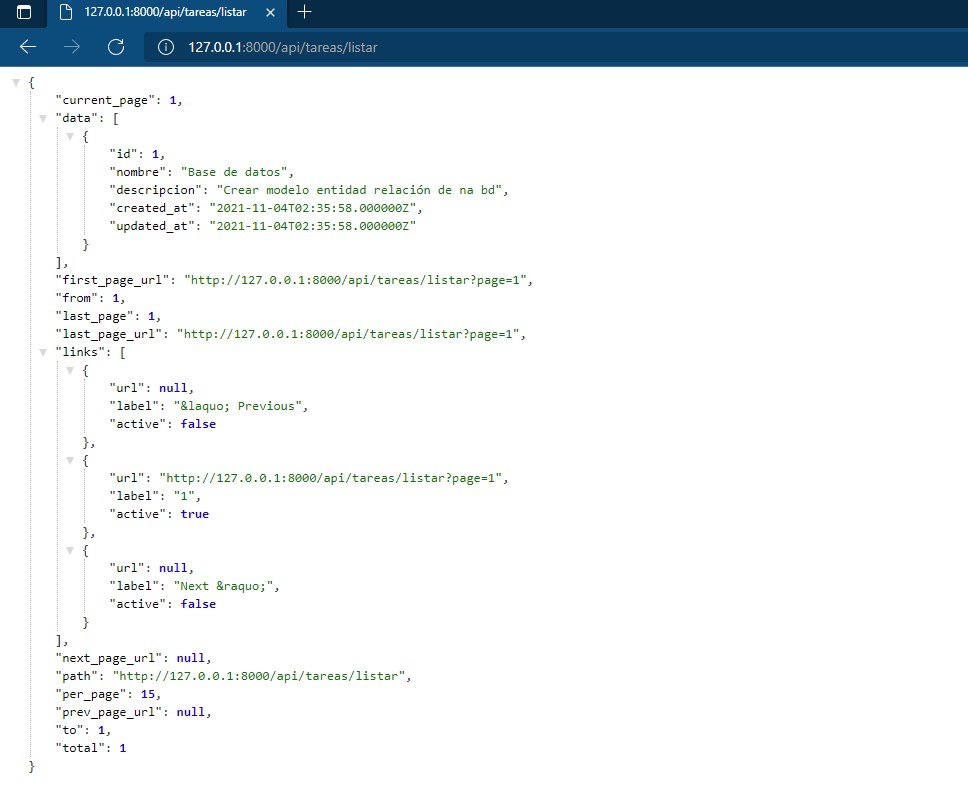 127.0.0.1:8000/api/tareas/listar
127.0.0.1:8000/api/tareas/listar
{
"current_page": 1,
"data": [
{
"id": 1,
"nombre": "Base de datos",
"descripcion": "Crear modelo entidad relación de na bd",
"created_at": "2021-11-04T02:35:58.000000Z",
"updated_at": "2021-11-04T02:35:58.000000Z"
}
],
"first_page_url": "http://127.0.0.1:8000/api/tareas/listar?page=1",
"from": 1,
"last_page": 1,
"last_page_url": "http://127.0.0.1:8000/api/tareas/listar?page=1",
"links": [
{
"url": null,
"label": "&laquo; Previous",
"active": false
},
{
"url": "http://127.0.0.1:8000/api/tareas/listar?page=1",
"label": "1",
"active": true
},
{
"url": null,
"label": "Next &raquo;",
"active": false
}
],
"next_page_url": null,
"path": "http://127.0.0.1:8000/api/tareas/listar",
"per_page": 15,
"prev_page_url": null,
"to": 1,
"total": 1
}